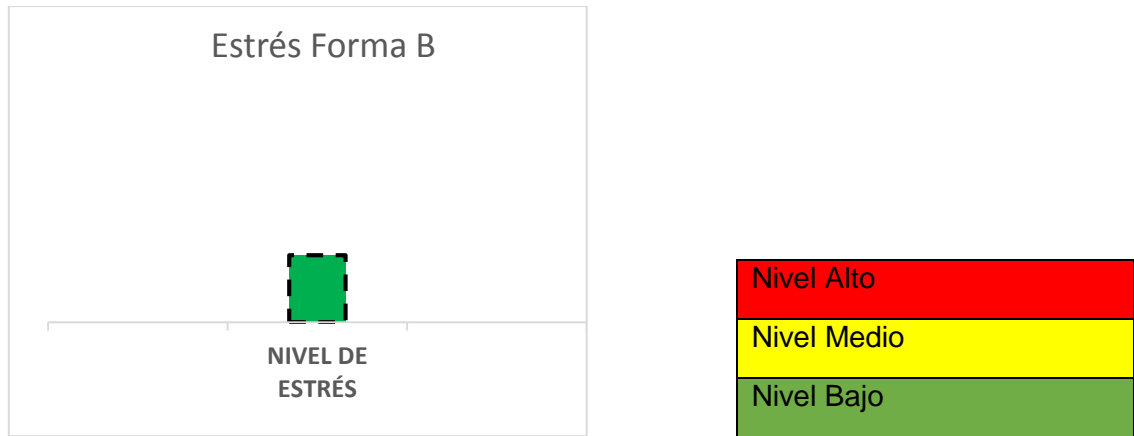 Estrés Forma B
NIVEL DE
ESTRÉS
Nivel Alto
Nivel Medio
Nivel Bajo